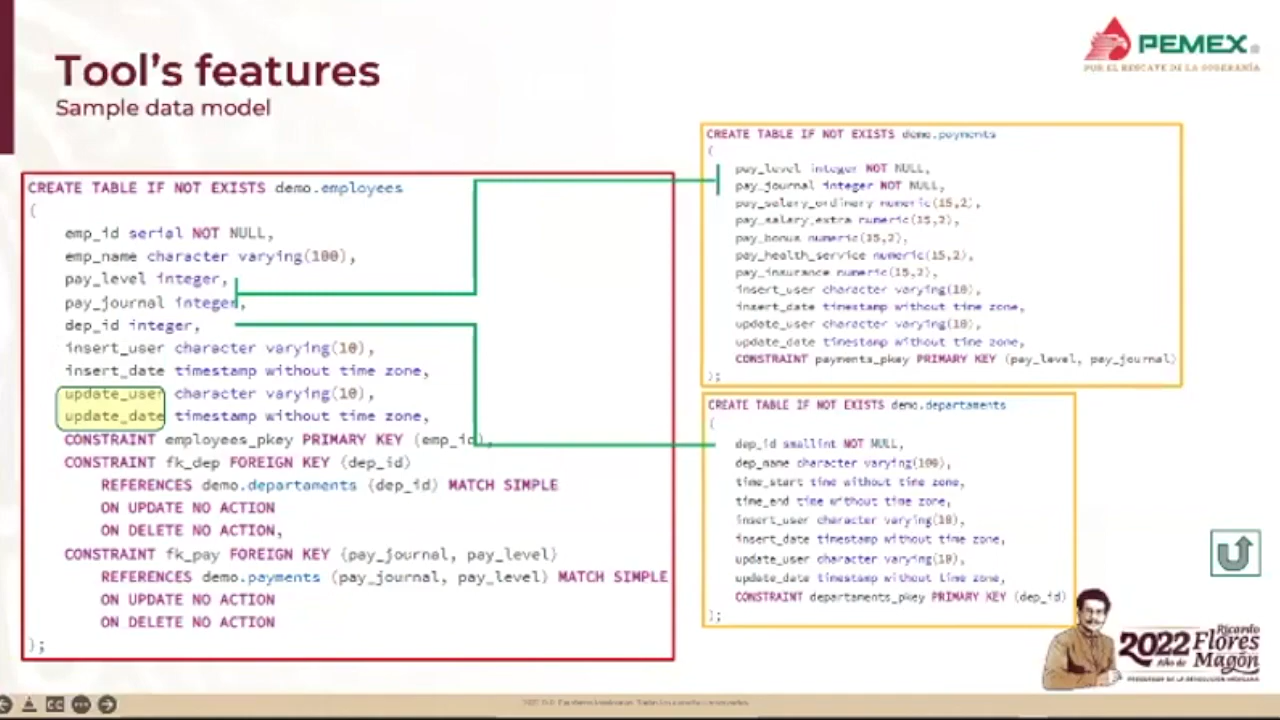 Tool's features
Sample data model
PEMEX®
POR EL RESCATE DE LA SOBERANÍA
CREATE TABLE IF NOT EXISTS demo.employees
(
emp_id serial NOT NULL,
emp_name character varying(100),
pay_level integer,
pay_journal integer,
dep_id integer,
insert_user character varying(10),
insert_date timestamp without time zone,
update_user character varying(10),
update_date timestamp without time zone,
CONSTRAINT employees_pkey PRIMARY KEY (emp_id),
CONSTRAINT fk_dep FOREIGN KEY (dep_id)
REFERENCES demo.departaments (dep_id) MATCH SIMPLE
ON UPDATE NO ACTION
ON DELETE NO ACTION,
CONSTRAINT fk_pay FOREIGN KEY (pay_journal, pay_level)
REFERENCES demo.payments (pay_journal, pay_level) MATCH SIMPLE
ON UPDATE NO ACTION
ON DELETE NO ACTION
);
CREATE TABLE IF NOT EXISTS demo.payments
(
pay_level integer NOT NULL,
pay_journal integer NOT NULL,
pay_salary_ordinary numeric(15,2),
pay_salary_extra numeric(15,2),
pay_bonus numeric(15,2),
pay_health_service numeric(15,2),
pay_insurance numeric(15,2),
insert_user character varying(10),
insert_date timestamp without time zone,
update_user character varying(10),
update_date timestamp without time zone,
CONSTRAINT payments_pkey PRIMARY KEY (pay_level, pay_journal)
);
CREATE TABLE IF NOT EXISTS demo.departaments
(
dep_id smallint NOT NULL,
dep_name character varying(100),
time_start time without time zone,
time_end time without time zone,
insert_user character varying(10),
insert_date timestamp without time zone,
update_user character varying(10),
update_date timestamp without time zone,
CONSTRAINT departaments_pkey PRIMARY KEY (dep_id)
);
2022 Ricardo
Año de Flores
Magón
PRECURSOR DE LA REVOLUCIÓN MEXICANA
CC